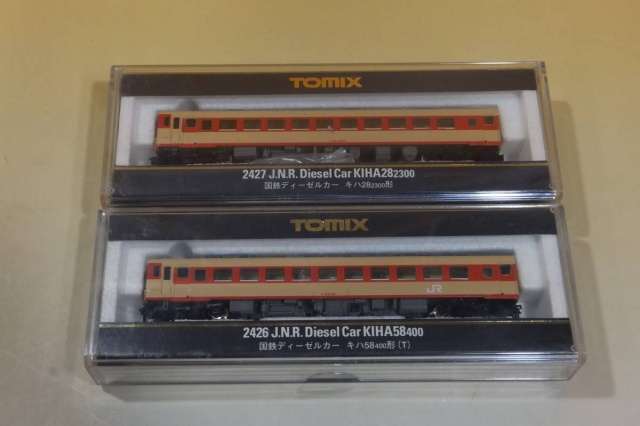 TOMIX
2427 J.N.R. Diesel Car KIHA282300
国鉄ディーゼルカー キハ282300形
TOMIX
JR
2426 J.N.R. Diesel Car KIHA58400
国鉄ディーゼルカー キハ58400形(T)